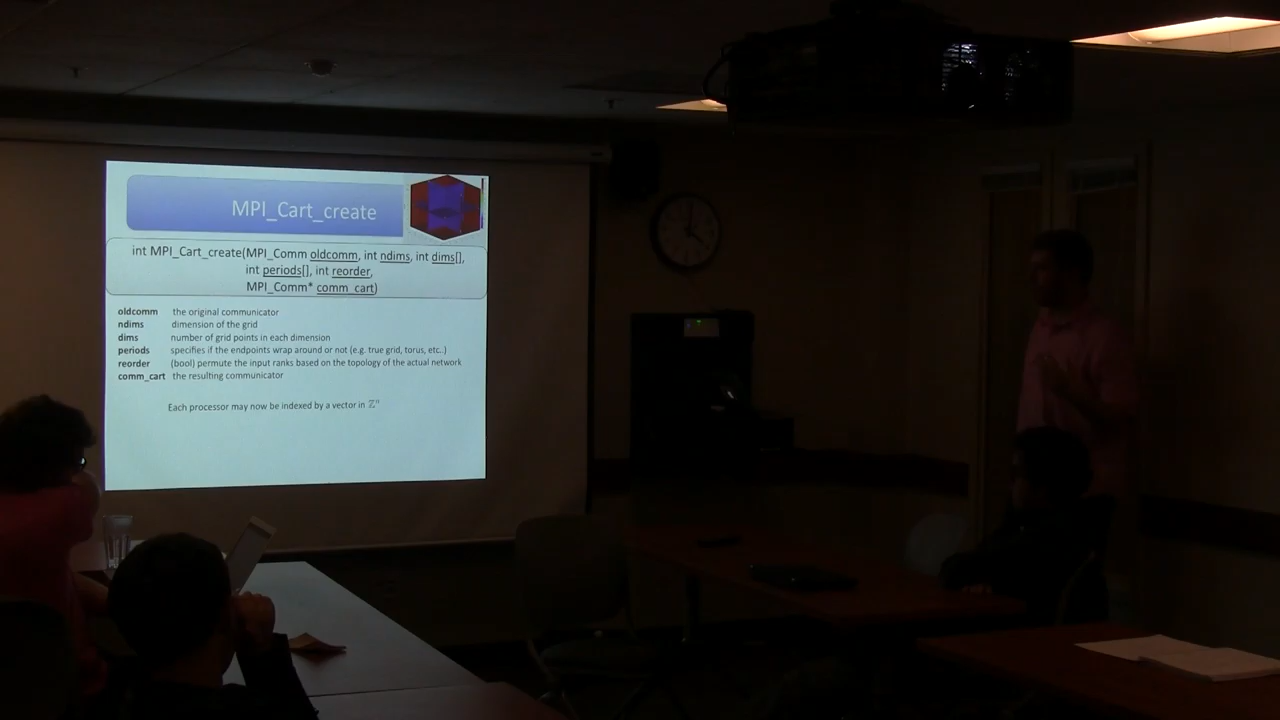 MPI_Cart_create
int MPI_Cart_create(MPI_Comm oldcomm, int ndims, int dims[],
int periods[], int reorder,
MPI_Comm* comm_cart)
oldcomm the original communicator
ndims dimension of the grid
dims number of grid points in each dimension
periods specifies if the endpoints wrap around or not (e.g. true grid, torus, etc..)
reorder (bool) permute the input ranks based on the topology of the actual network
comm_cart the resulting communicator
Each processor may now be indexed by a vector in ℤⁿ